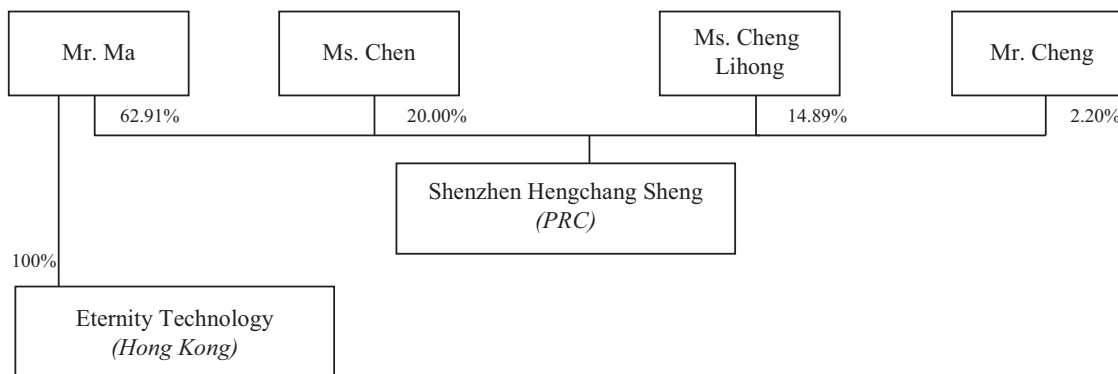 Mr. Ma
Ms. Chen
Ms. Cheng
Lihong
Mr. Cheng
62.91%
20.00%
14.89%
2.20%
Shenzhen Hengchang Sheng
(PRC)
100%
Eternity Technology
(Hong Kong)